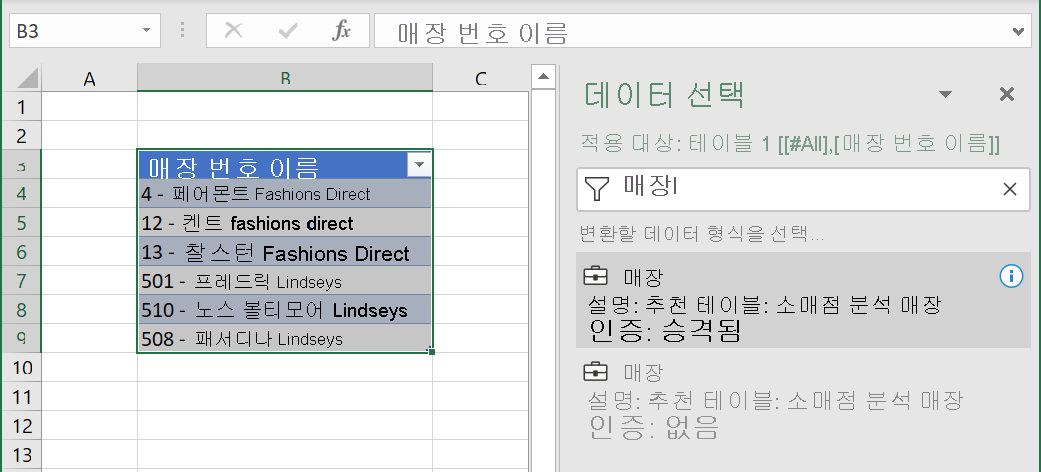 B3
fx
매장 번호 이름
A B C
1
2
3 매장 번호 이름
4 4 - 페어몬트 Fashions Direct
5 12 - 켄트 fashions direct
6 13 - 찰스턴 Fashions Direct
7 501 - 프레드릭 Lindseys
8 510 - 노스 볼티모어 Lindseys
9 508 - 패서디나 Lindseys
10
11
12
13
데이터 선택
적용 대상: 테이블 1 [[#All],[매장 번호 이름]]
매장
변환할 데이터 형식을 선택...
매장
설명: 추천 테이블: 소매점 분석 매장
인증: 승격됨
매장
설명: 추천 테이블: 소매점 분석 매장
인증: 없음